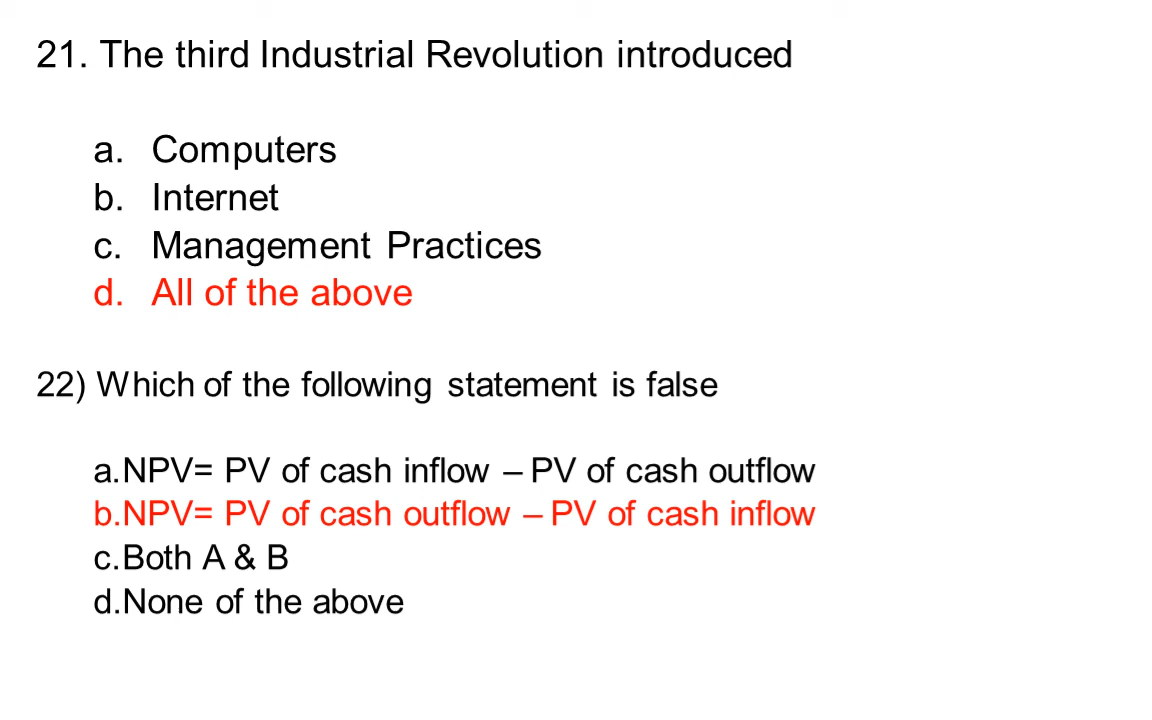 21. The third Industrial Revolution introduced
a. Computers
b. Internet
c. Management Practices
d. All of the above
22) Which of the following statement is false
a.NPV= PV of cash inflow – PV of cash outflow
b.NPV= PV of cash outflow – PV of cash inflow
c.Both A & B
d.None of the above